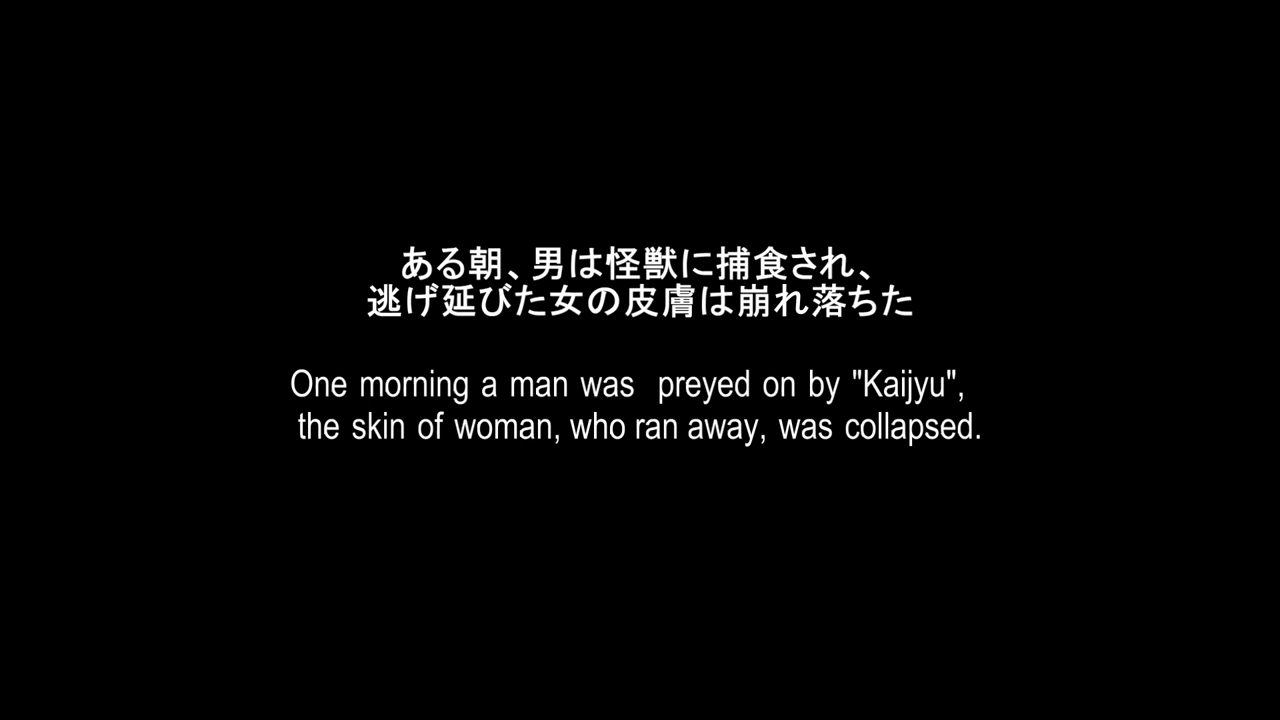 ある朝、男は怪獣に捕食され、
逃げ延びた女の皮膚は崩れ落ちた
One morning a man was  preyed on by "Kaijyu",
the skin of woman, who ran away, was collapsed.